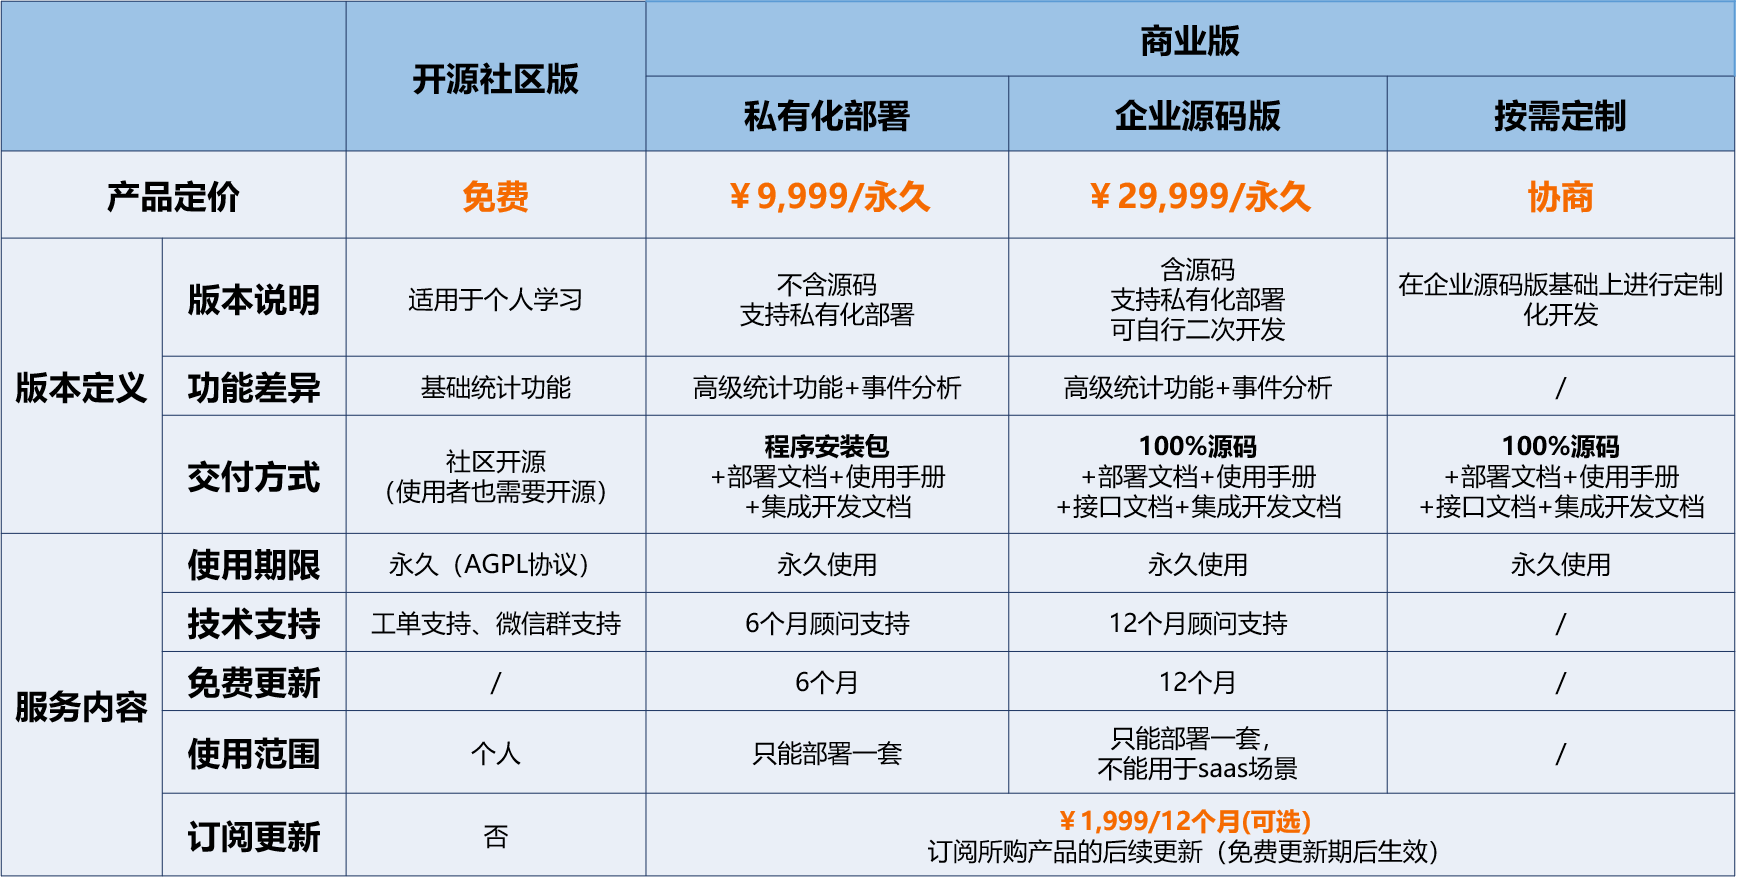 开源社区版
商业版
私有化部署
企业源码版
按需定制
产品定价
免费
￥9,999/永久
￥29,999/永久
协商
版本定义
版本说明
适用于个人学习
不含源码
支持私有化部署
含源码
支持私有化部署
可自行二次开发
在企业源码版基础上进行定制
化开发
功能差异
基础统计功能
高级统计功能+事件分析
高级统计功能+事件分析
/
交付方式
社区开源
（使用者也需要开源）
程序安装包
+部署文档+使用手册
+集成开发文档
100%源码
+部署文档+使用手册
+接口文档+集成开发文档
100%源码
+部署文档+使用手册
+接口文档+集成开发文档
服务内容
使用期限
永久（AGPL协议）
永久使用
永久使用
永久使用
技术支持
工单支持、微信群支持
6个月顾问支持
12个月顾问支持
/
免费更新
/
6个月
12个月
/
使用范围
个人
只能部署一套
只能部署一套，
不能用于saas场景
/
订阅更新
否
￥1,999/12个月(可选)
订阅所购产品的后续更新（免费更新期后生效）